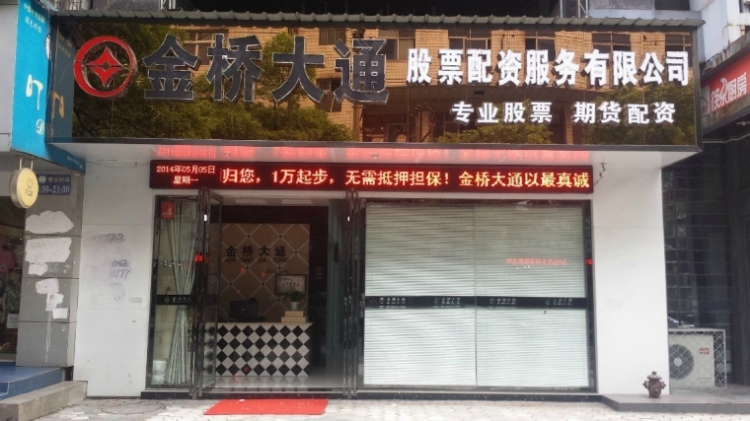 金桥大通 股票配资服务有限公司
专业股票 期货配资
2014年05月05日
星期一
归您，1万起步，无需抵押担保！金桥大通以最真诚
金桥大通